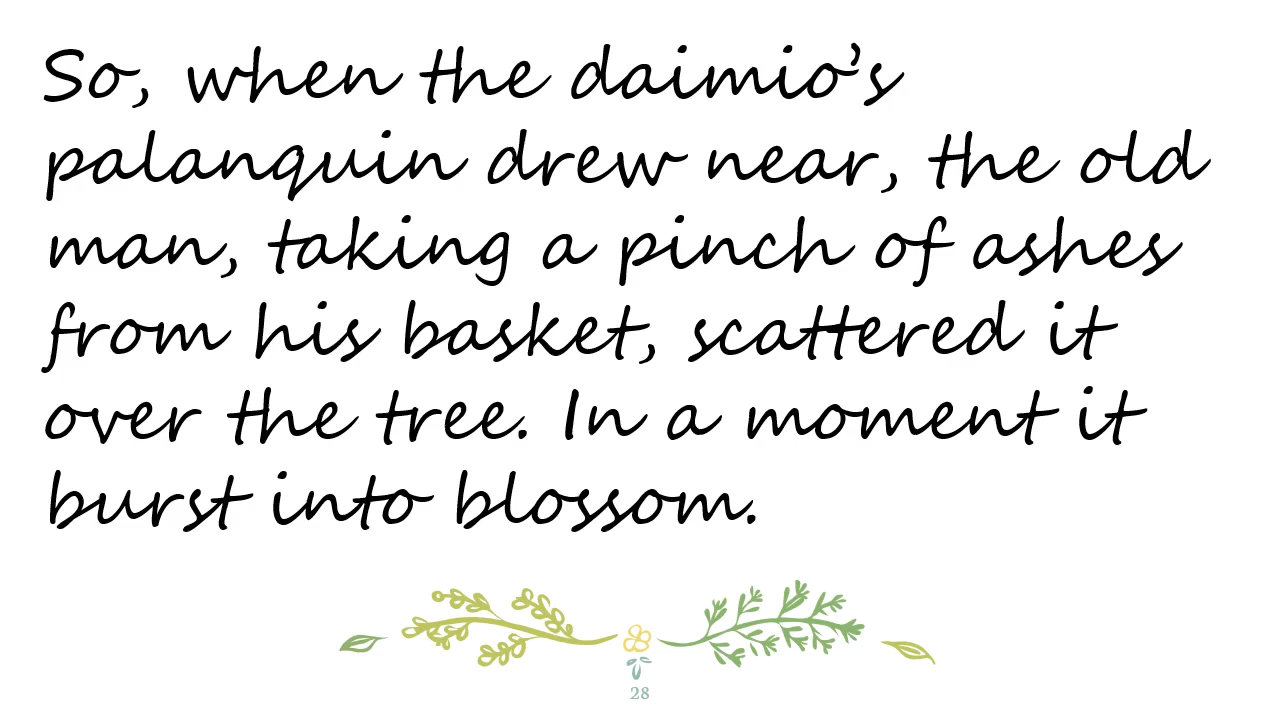 So, when the daimio’s
palanquin drew near, the old
man, taking a pinch of ashes
from his basket, scattered it
over the tree. In a moment it
burst into blossom.
28